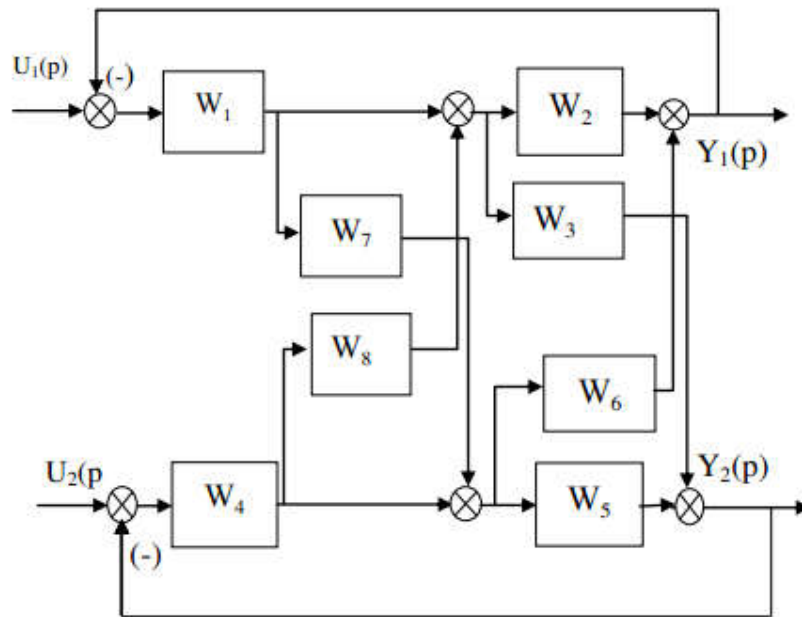 U₁(p)
(-)
W₁
W₂
Y₁(p)
W₇
W₃
W₈
W₆
U₂(p
W₄
W₅
Y₂(p)
(-)